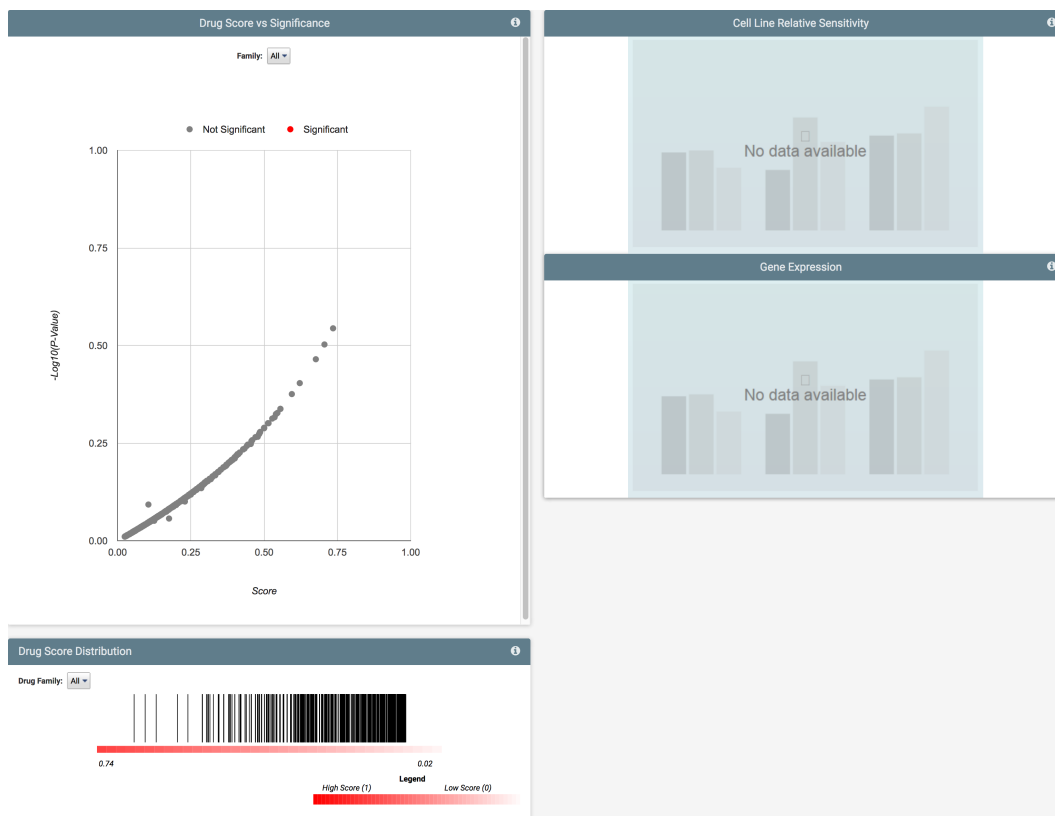 Drug Score vs Significance
Family: All
Not Significant Significant
1.00
0.75
0.50
0.25
0.00
-Log10(P-Value)
0.00 0.25 0.50 0.75 1.00
Score
Drug Score Distribution
Drug Family: All
0.74 0.02
Legend
High Score (1) Low Score (0)
Cell Line Relative Sensitivity
No data available
Gene Expression
No data available